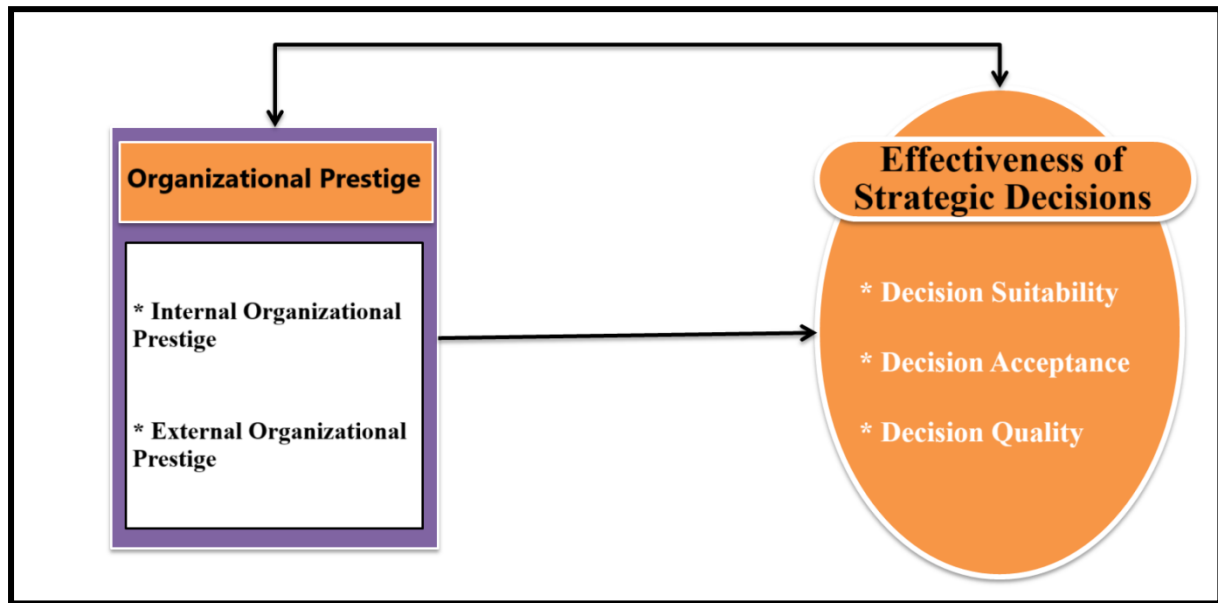 Organizational Prestige
* Internal Organizational
Prestige
* External Organizational
Prestige
Effectiveness of
Strategic Decisions
* Decision Suitability
* Decision Acceptance
* Decision Quality